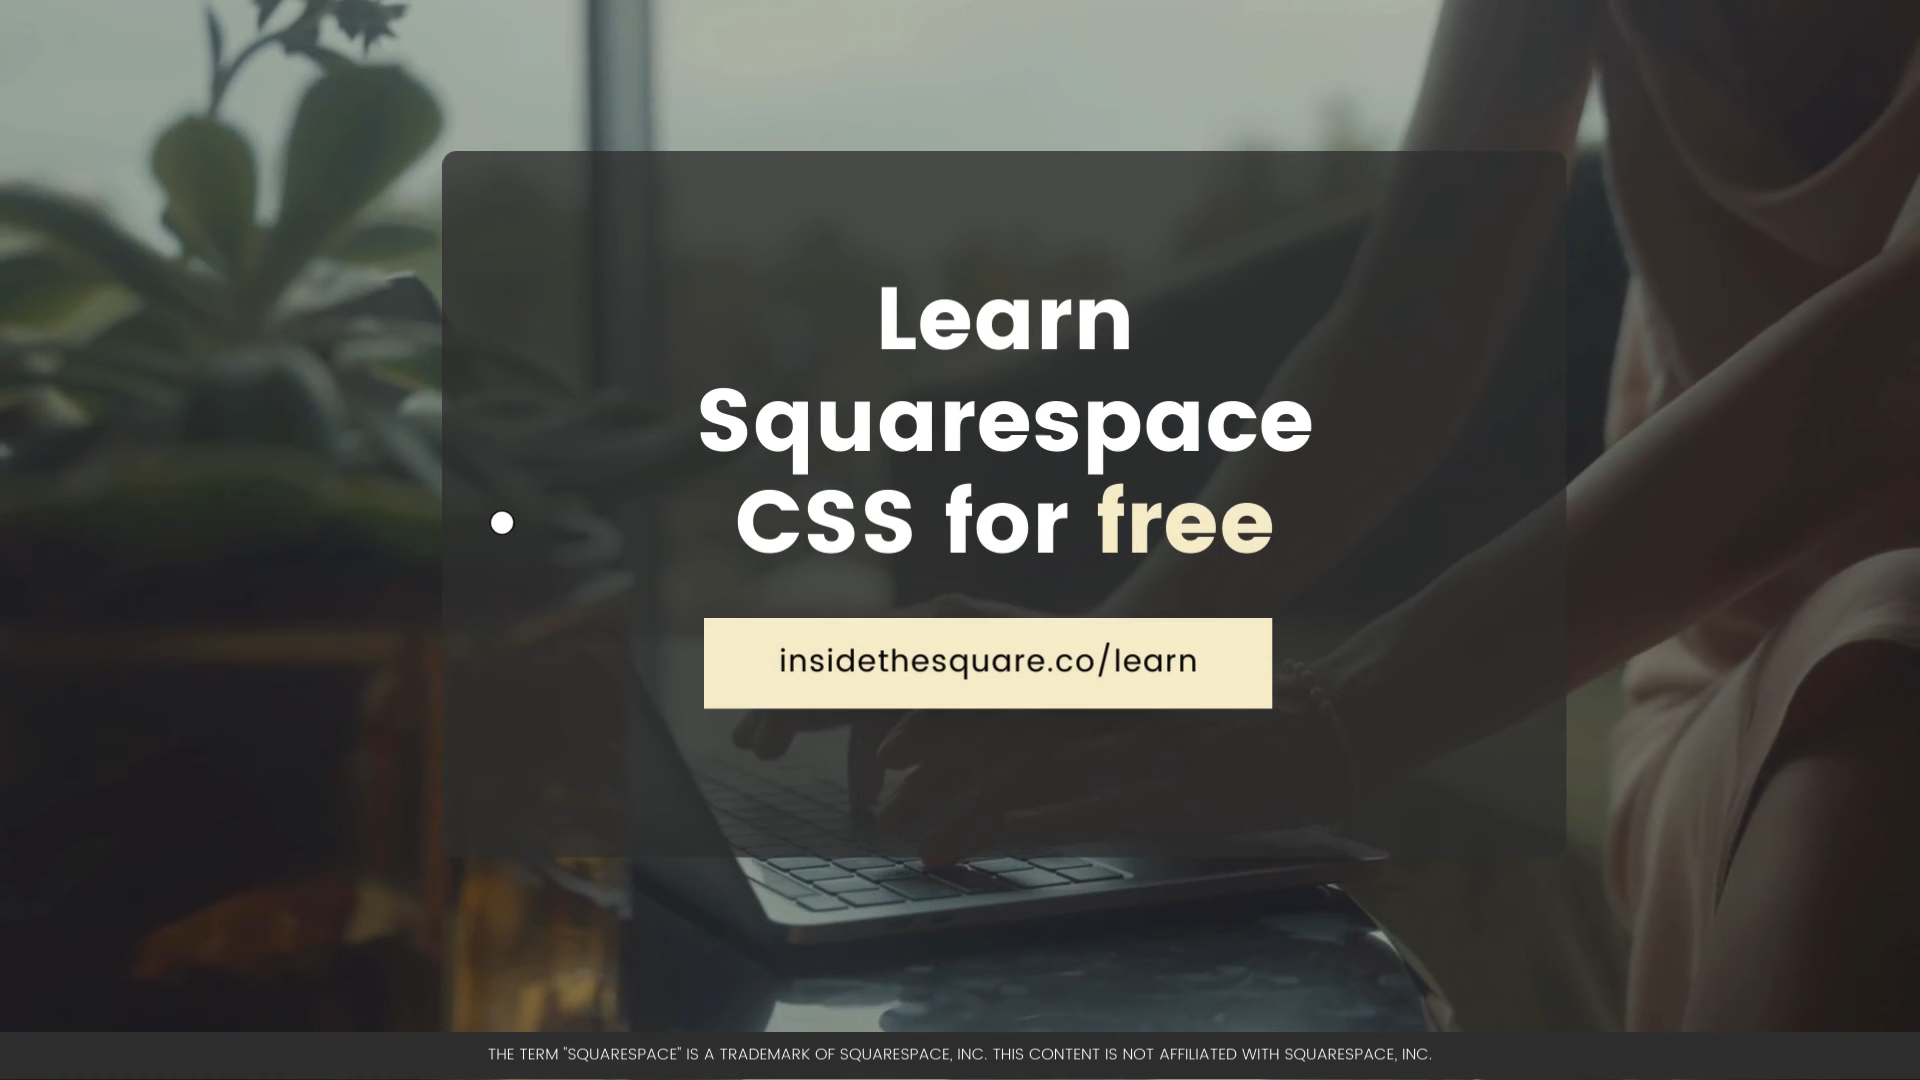 Learn
Squarespace
CSS for free
insidethesquare.co/learn
THE TERM "SQUARESPACE" IS A TRADEMARK OF SQUARESPACE, INC. THIS CONTENT IS NOT AFFILIATED WITH SQUARESPACE, INC.